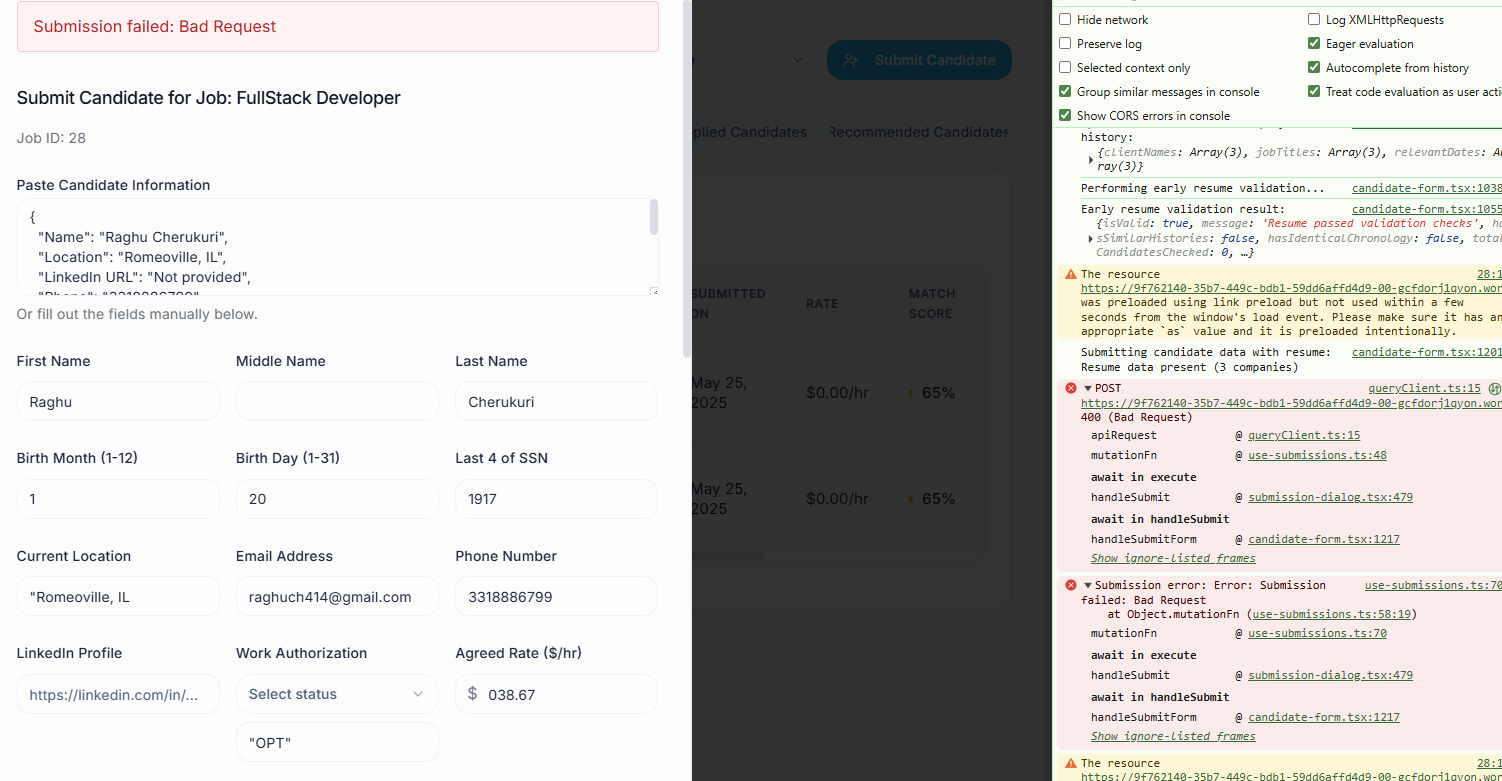 Submission failed: Bad Request
Submit Candidate for Job: FullStack Developer
Job ID: 28
Paste Candidate Information
{
"Name": "Raghu Cherukuri",
"Location": "Romeoville, IL",
"LinkedIn URL": "Not provided",
"Phone": "3318886799"
Or fill out the fields manually below.
First Name Middle Name Last Name
Raghu Cherukuri
Birth Month (1-12) Birth Day (1-31) Last 4 of SSN
1 20 1917
Current Location Email Address Phone Number
"Romeoville, IL raghuch414@gmail.com 3318886799
LinkedIn Profile Work Authorization Agreed Rate ($/hr)
https://linkedin.com/in/... Select status $ 038.67
"OPT"
Submit Candidate
plied Candidates Recommended Candidates
SUBMITTED ON RATE MATCH SCORE
May 25, 2025 $0.00/hr 65%
May 25, 2025 $0.00/hr 65%
Hide network Log XMLHttpRequests
Preserve log Eager evaluation
Selected context only Autocomplete from history
Group similar messages in console Treat code evaluation as user acti
Show CORS errors in console
history:
{clientNames: Array(3), jobTitles: Array(3), relevantDates: Ar
ray(3)}
Performing early resume validation... candidate-form.tsx:1038
Early resume validation result: candidate-form.tsx:1055
{isValid: true, message: 'Resume passed validation checks', ha
sSimilarHistories: false, hasIdenticalChronology: false, total
CandidatesChecked: 0, …}
The resource 28:1
https://9f762140-35b7-449c-bdb1-59dd6affd4d9-00-gcfdorj1qyon.wor
was preloaded using link preload but not used within a few
seconds from the window's load event. Please make sure it has an
appropriate `as` value and it is preloaded intentionally.
Submitting candidate data with resume: candidate-form.tsx:1201
Resume data present (3 companies)
POST queryClient.ts:15
https://9f762140-35b7-449c-bdb1-59dd6affd4d9-00-gcfdorj1qyon.wor
400 (Bad Request)
apiRequest @ queryClient.ts:15
mutationFn @ use-submissions.ts:48
await in execute
handleSubmit @ submission-dialog.tsx:479
await in handleSubmit
handleSubmitForm @ candidate-form.tsx:1217
Show ignore-listed frames
Submission error: Error: Submission use-submissions.ts:70
failed: Bad Request
at Object.mutationFn (use-submissions.ts:58:19)
mutationFn @ use-submissions.ts:70
await in execute
handleSubmit @ submission-dialog.tsx:479
await in handleSubmit
handleSubmitForm @ candidate-form.tsx:1217
Show ignore-listed frames
The resource 28:1
https://9f762140-35b7-449c-bdb1-59dd6affd4d9-00-gcfdorj1qyon.wor